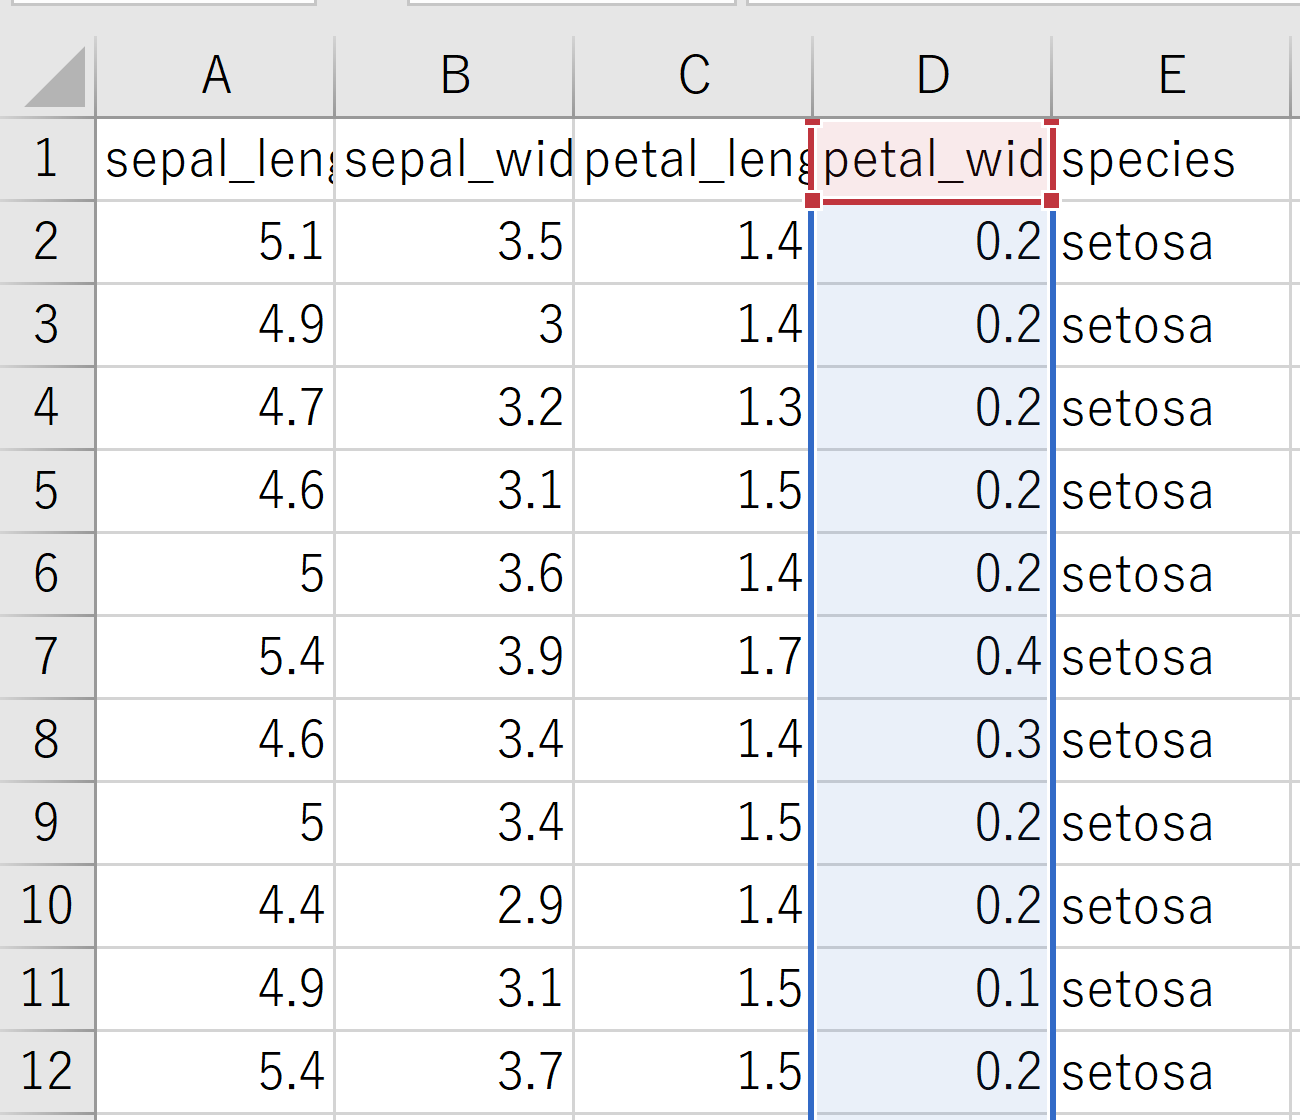 A B C D E
1 sepal_leng sepal_wid petal_leng petal_wid species
2 5.1 3.5 1.4 0.2 setosa
3 4.9 3 1.4 0.2 setosa
4 4.7 3.2 1.3 0.2 setosa
5 4.6 3.1 1.5 0.2 setosa
6 5 3.6 1.4 0.2 setosa
7 5.4 3.9 1.7 0.4 setosa
8 4.6 3.4 1.4 0.3 setosa
9 5 3.4 1.5 0.2 setosa
10 4.4 2.9 1.4 0.2 setosa
11 4.9 3.1 1.5 0.1 setosa
12 5.4 3.7 1.5 0.2 setosa